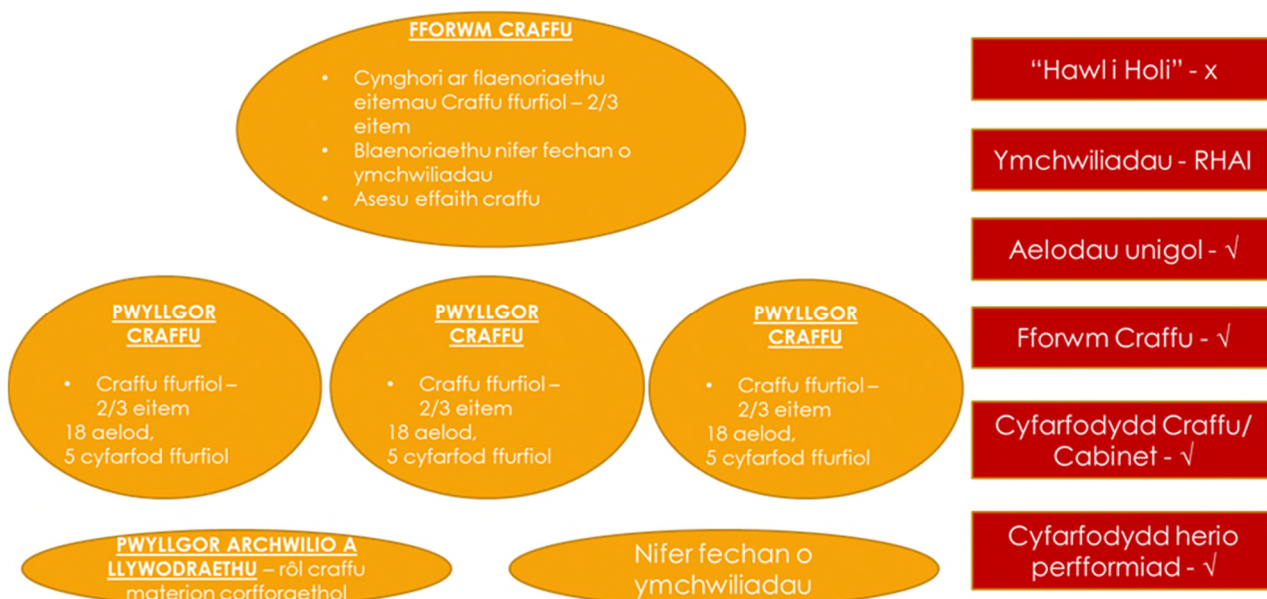 FFORWM CRAFFU
• Cynghori ar flaenoriaethu
eitemau Craffu ffurfiol – 2/3
eitem
• Blaenoriaethu nifer fechan o
ymchwiliadau
• Asesu effaith craffu
PWYLLGOR
CRAFFU
• Craffu ffurfiol –
2/3 eitem
18 aelod,
5 cyfarfod ffurfiol
PWYLLGOR
CRAFFU
• Craffu ffurfiol –
2/3 eitem
18 aelod,
5 cyfarfod ffurfiol
PWYLLGOR
CRAFFU
• Craffu ffurfiol –
2/3 eitem
18 aelod,
5 cyfarfod ffurfiol
PWYLLGOR ARCHWILIO A
LLYWODRAETHU – rôl craffu
materion corfforaethol
Nifer fechan o
ymchwiliadau
“Hawl i Holi” - x
Ymchwiliadau - RHAI
Aelodau unigol - √
Fforwm Craffu - √
Cyfarfodydd Craffu/
Cabinet - √
Cyfarfodydd herio
perfformiad - √